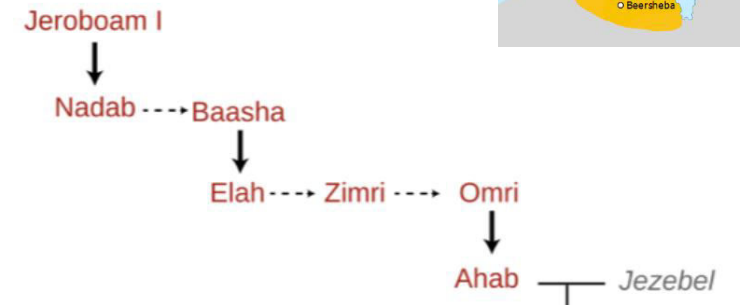 Jeroboam I
Beersheba
Nadab Baasha
Elah Zimri Omri
Ahab Jezebel